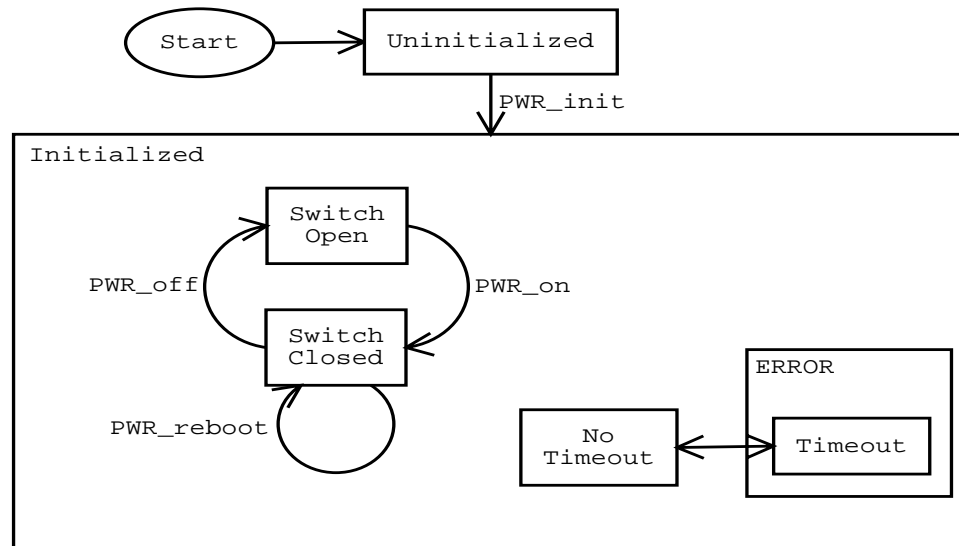 Start
Uninitialized
PWR_init
Initialized
Switch
Open
PWR_off
PWR_on
Switch
Closed
PWR_reboot
ERROR
No
Timeout
Timeout